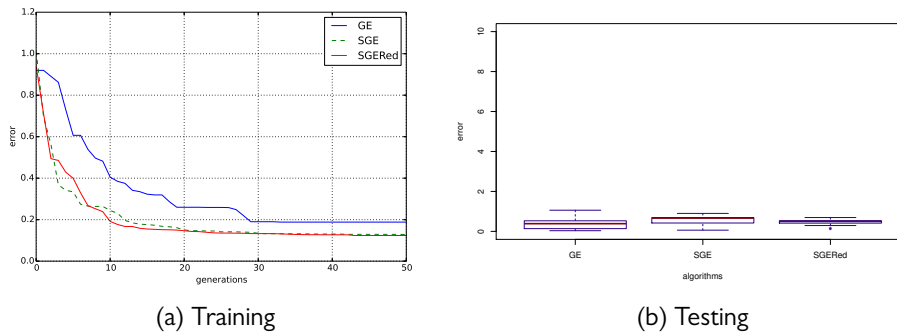 1.2
1.0
0.8
0.6
0.4
0.2
0.0
error
0 10 20 30 40 50
generations
GE
SGE
SGERed
(a) Training
10
8
6
4
2
0
error
GE SGE SGERed
algorithms
(b) Testing